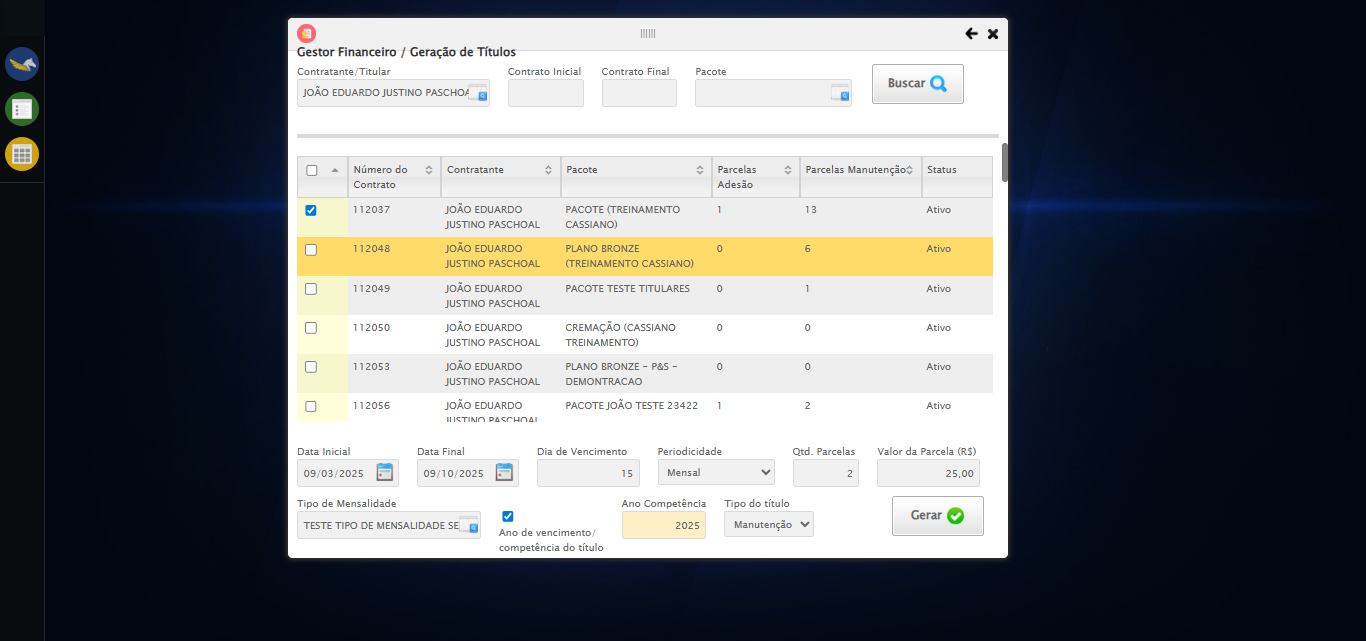 Gestor Financeiro / Geração de Títulos
Contratante/Titular Contrato Inicial Contrato Final Pacote
JOÃO EDUARDO JUSTINO PASCHOA
Buscar
Número do Contrato Contratante Pacote Parcelas Adesão Parcelas Manutenção Status
112037 JOÃO EDUARDO PACOTE (TREINAMENTO 1 13 Ativo
JUSTINO PASCHOAL CASSIANO)
112048 JOÃO EDUARDO PLANO BRONZE 0 6 Ativo
JUSTINO PASCHOAL (TREINAMENTO CASSIANO)
112049 JOÃO EDUARDO PACOTE TESTE TITULARES 0 1 Ativo
JUSTINO PASCHOAL
112050 JOÃO EDUARDO CREMAÇÃO (CASSIANO 0 0 Ativo
JUSTINO PASCHOAL TREINAMENTO)
112053 JOÃO EDUARDO PLANO BRONZE - P&S - 0 0 Ativo
JUSTINO PASCHOAL DEMONTRACAO
112056 JOÃO EDUARDO PACOTE JOÃO TESTE 23422 1 2 Ativo
JUSTINO PASCHOAL
Data Inicial Data Final Dia de Vencimento Periodicidade Qtd. Parcelas Valor da Parcela (R$)
09/03/2025 09/10/2025 15 Mensal 2 25,00
Tipo de Mensalidade Ano Competência Tipo do título
TESTE TIPO DE MENSALIDADE SE 2025 Manutenção Gerar
Ano de vencimento/
competência do título